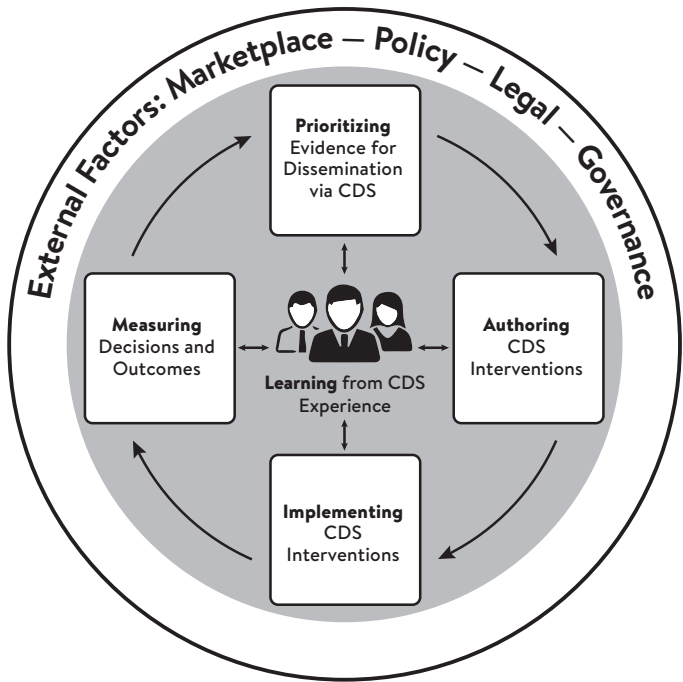 External Factors: Marketplace — Policy — Legal — Governance
Prioritizing
Evidence for
Dissemination
via CDS
Measuring
Decisions and
Outcomes
Learning from CDS
Experience
Authoring
CDS
Interventions
Implementing
CDS
Interventions